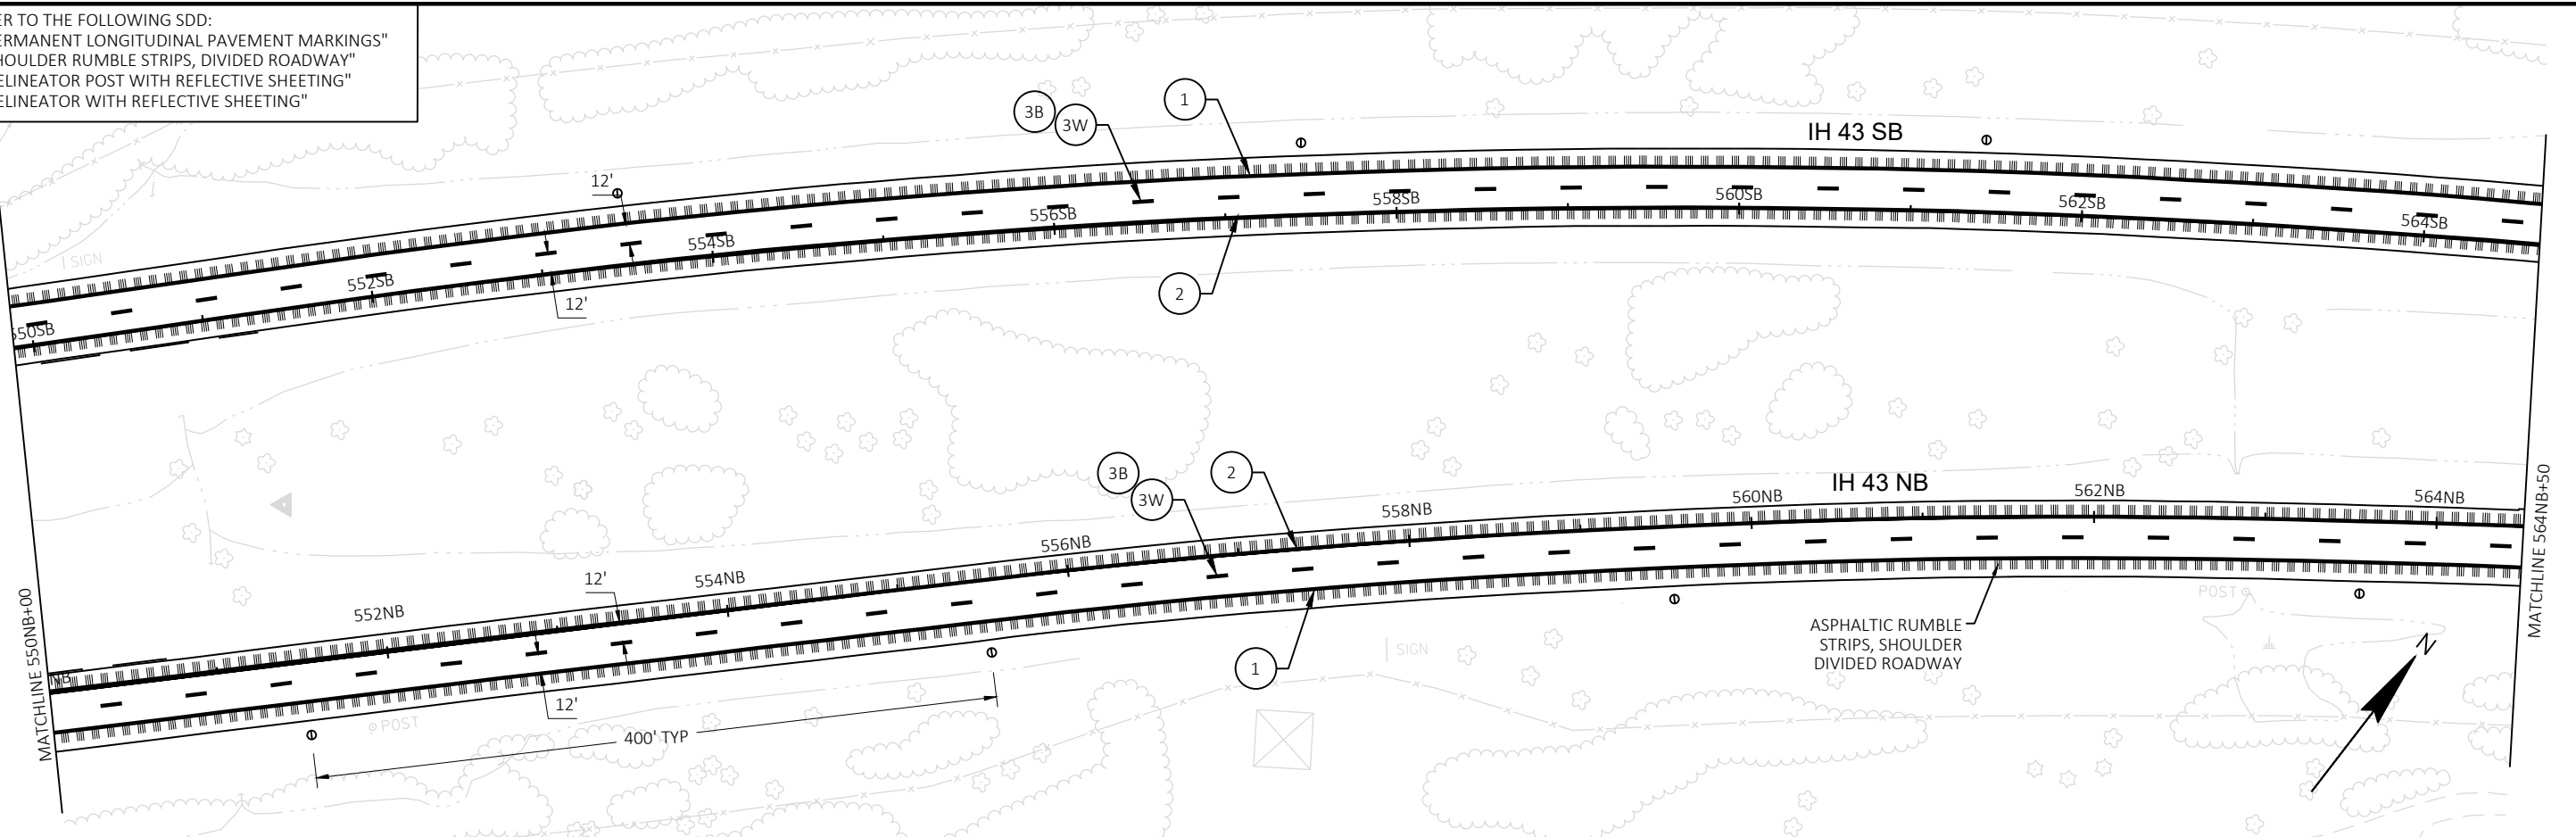 ER TO THE FOLLOWING SDD:
ERMANENT LONGITUDINAL PAVEMENT MARKINGS"
HOULDER RUMBLE STRIPS, DIVIDED ROADWAY"
ELINEATOR POST WITH REFLECTIVE SHEETING"
ELINEATOR WITH REFLECTIVE SHEETING"
1
3B
3W
IH 43 SB
12'
SIGN
550SB
552SB
554SB
556SB
558SB
560SB
562SB
564SB
12'
2
3B
3W
2
IH 43 NB
NB
552NB
554NB
556NB
558NB
560NB
562NB
564NB
12'
12'
1
SIGN
POST
POST
400' TYP
ASPHALTIC RUMBLE
STRIPS, SHOULDER
DIVIDED ROADWAY
N
MATCHLINE 550NB+00
MATCHLINE 564NB+50